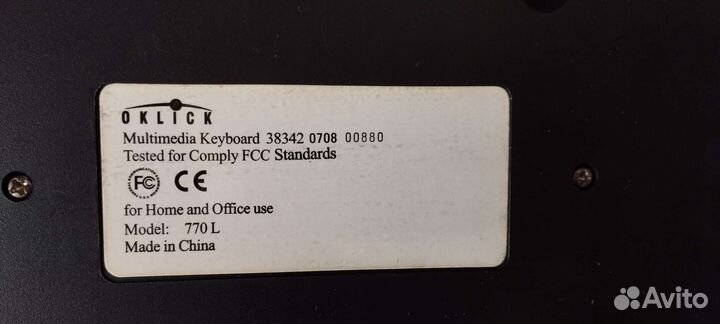 OKLICK
Multimedia Keyboard 38342 0708 00880
Tested for Comply FCC Standards
FC CE
for Home and Office use
Model: 770 L
Made in China
Avito